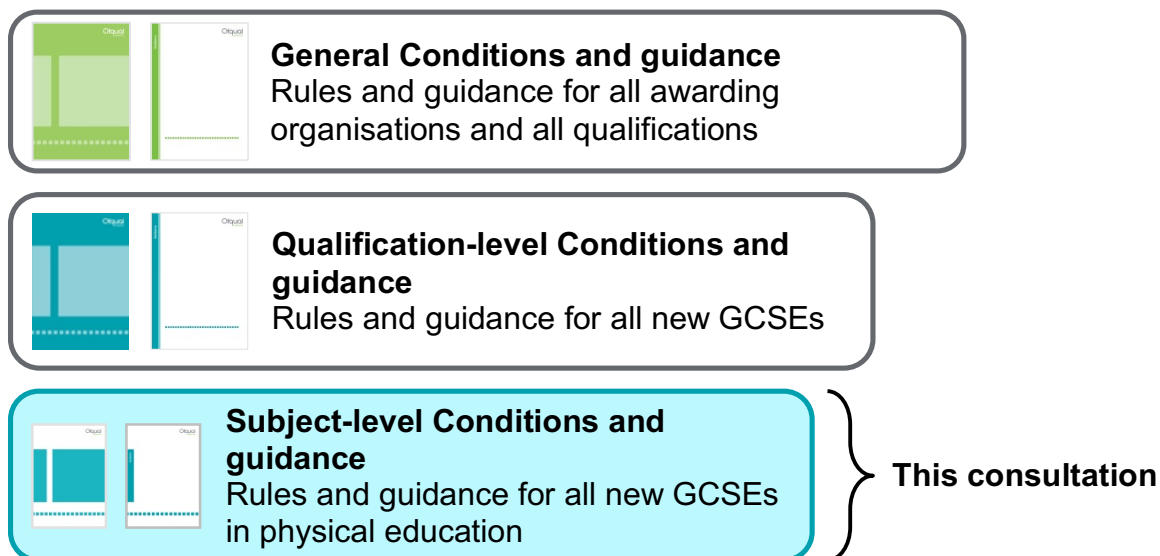 Ofqual
Ofqual
General Conditions and guidance
Rules and guidance for all awarding
organisations and all qualifications
Ofqual
Ofqual
Qualification-level Conditions and
guidance
Rules and guidance for all new GCSEs
Ofqual
Ofqual
Subject-level Conditions and
guidance
Rules and guidance for all new GCSEs
in physical education
This consultation